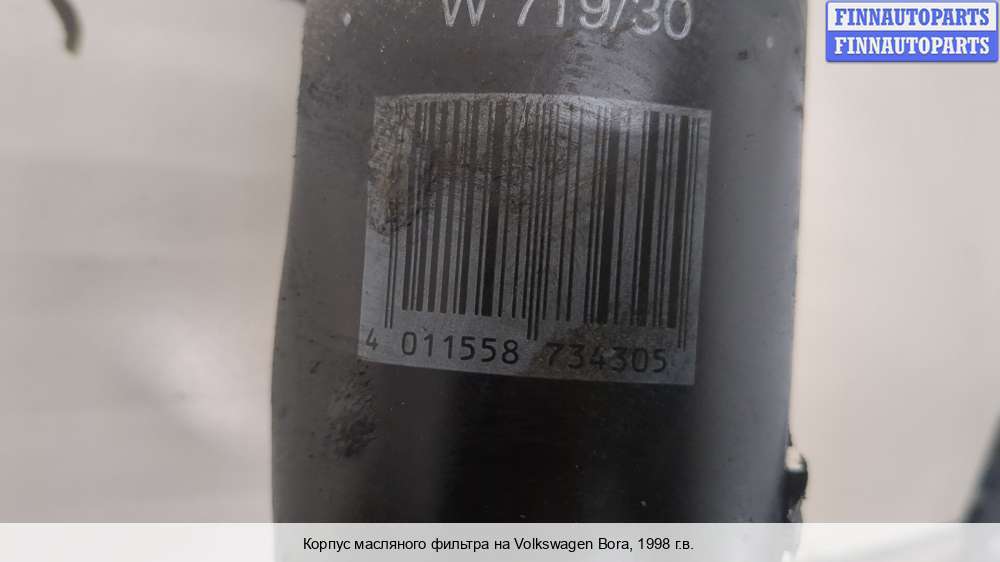 W 719/30
FINNAUTOPARTS
FINNAUTOPARTS
4 011558 734305
Корпус масляного фильтра на Volkswagen Bora, 1998 г.в.